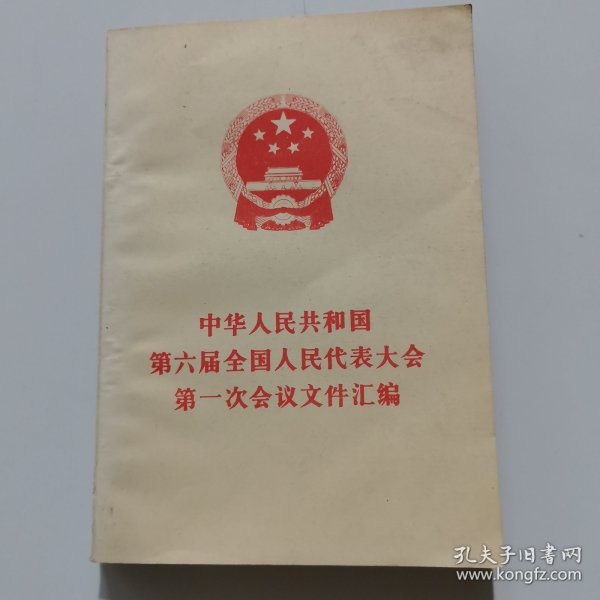 中华人民共和国
第六届全国人民代表大会
第一次会议文件汇编
孔夫子旧书网
www.kongfz.com